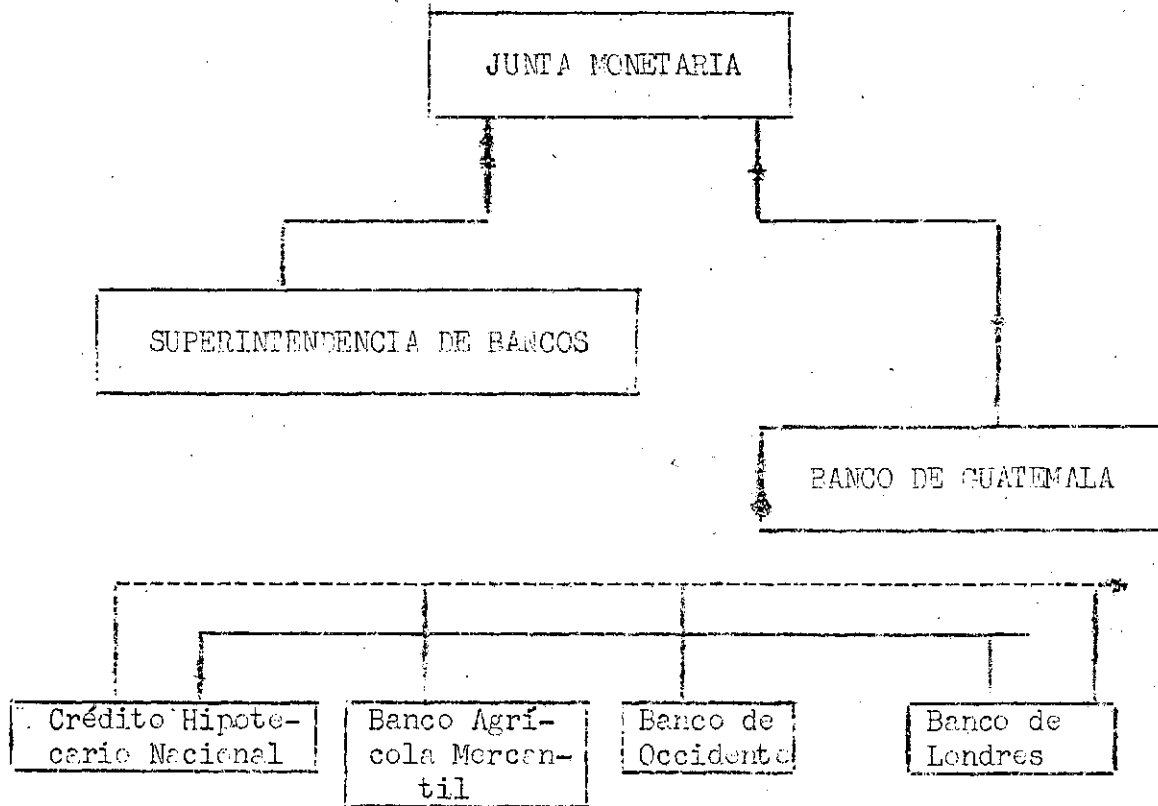 JUNTA MONETARIA
SUPERINTENDENCIA DE BANCOS
BANCO DE GUATEMALA
Crédito Hipote-
cario Nacional
Banco Agrí-
cola Mercan-
til
Banco de
Occidente
Banco de
Londres